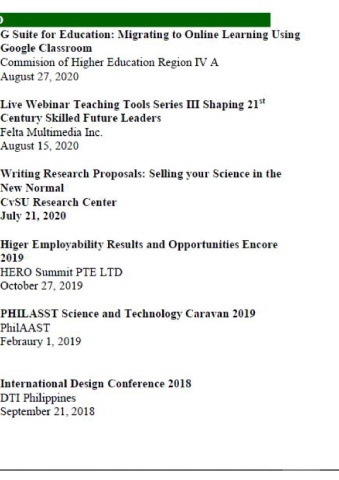 G Suite for Education: Migrating to Online Learning Using
Google Classroom
Commision of Higher Education Region IV A
August 27, 2020
Live Webinar Teaching Tools Series III Shaping 21st
Century Skilled Future Leaders
Felta Multimedia Inc.
August 15, 2020
Writing Research Proposals: Selling your Science in the
New Normal
CvSU Research Center
July 21, 2020
Higer Employability Results and Opportunities Encore
2019
HERO Summit PTE LTD
October 27, 2019
PHILASST Science and Technology Caravan 2019
PhilAAST
Febraury 1, 2019
International Design Conference 2018
DTI Philippines
September 21, 2018